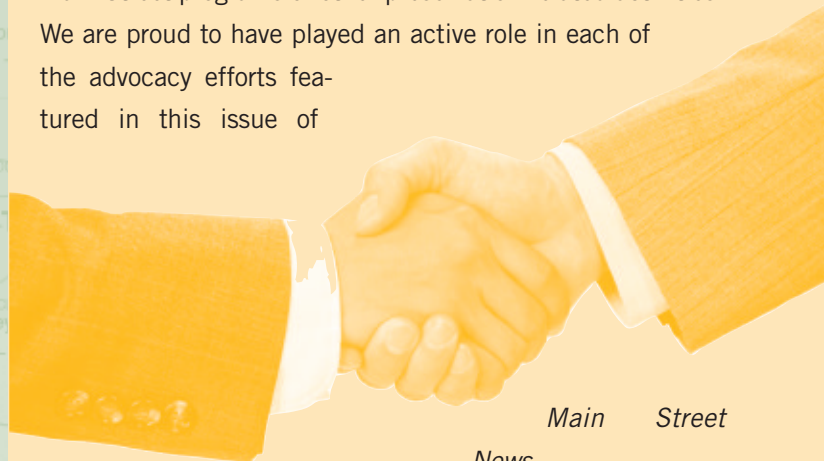 We are proud to have played an active role in each of
the advocacy efforts fea-
tured in this issue of
Main Street
News